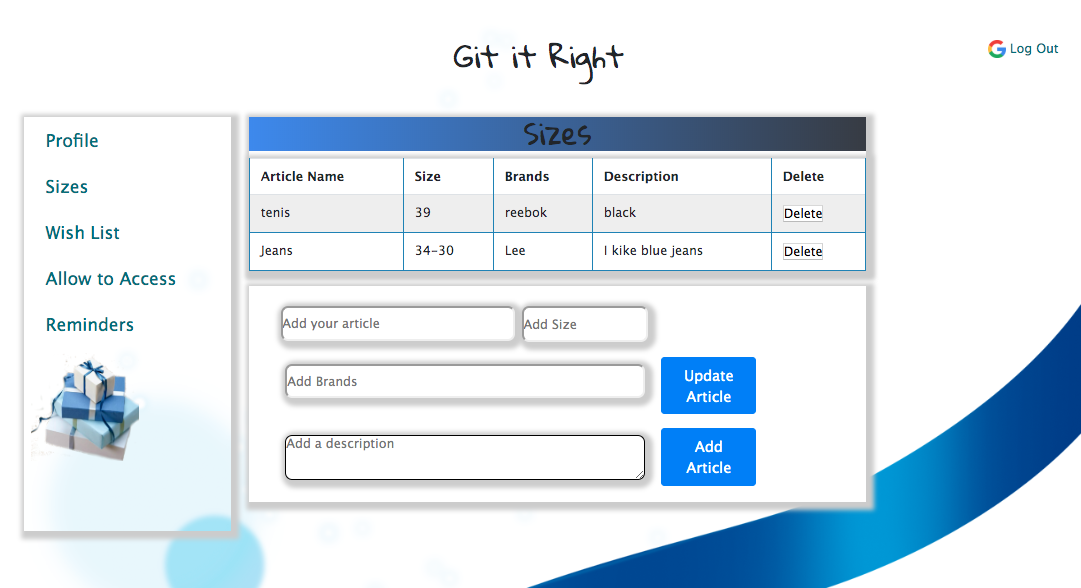 Git it Right
Log Out
Profile
Sizes
Wish List
Allow to Access
Reminders
Sizes
Article Name Size Brands Description Delete
tenis 39 reebok black Delete
Jeans 34-30 Lee I kike blue jeans Delete
Add your article Add Size
Add Brands
Update
Article
Add a description
Add
Article